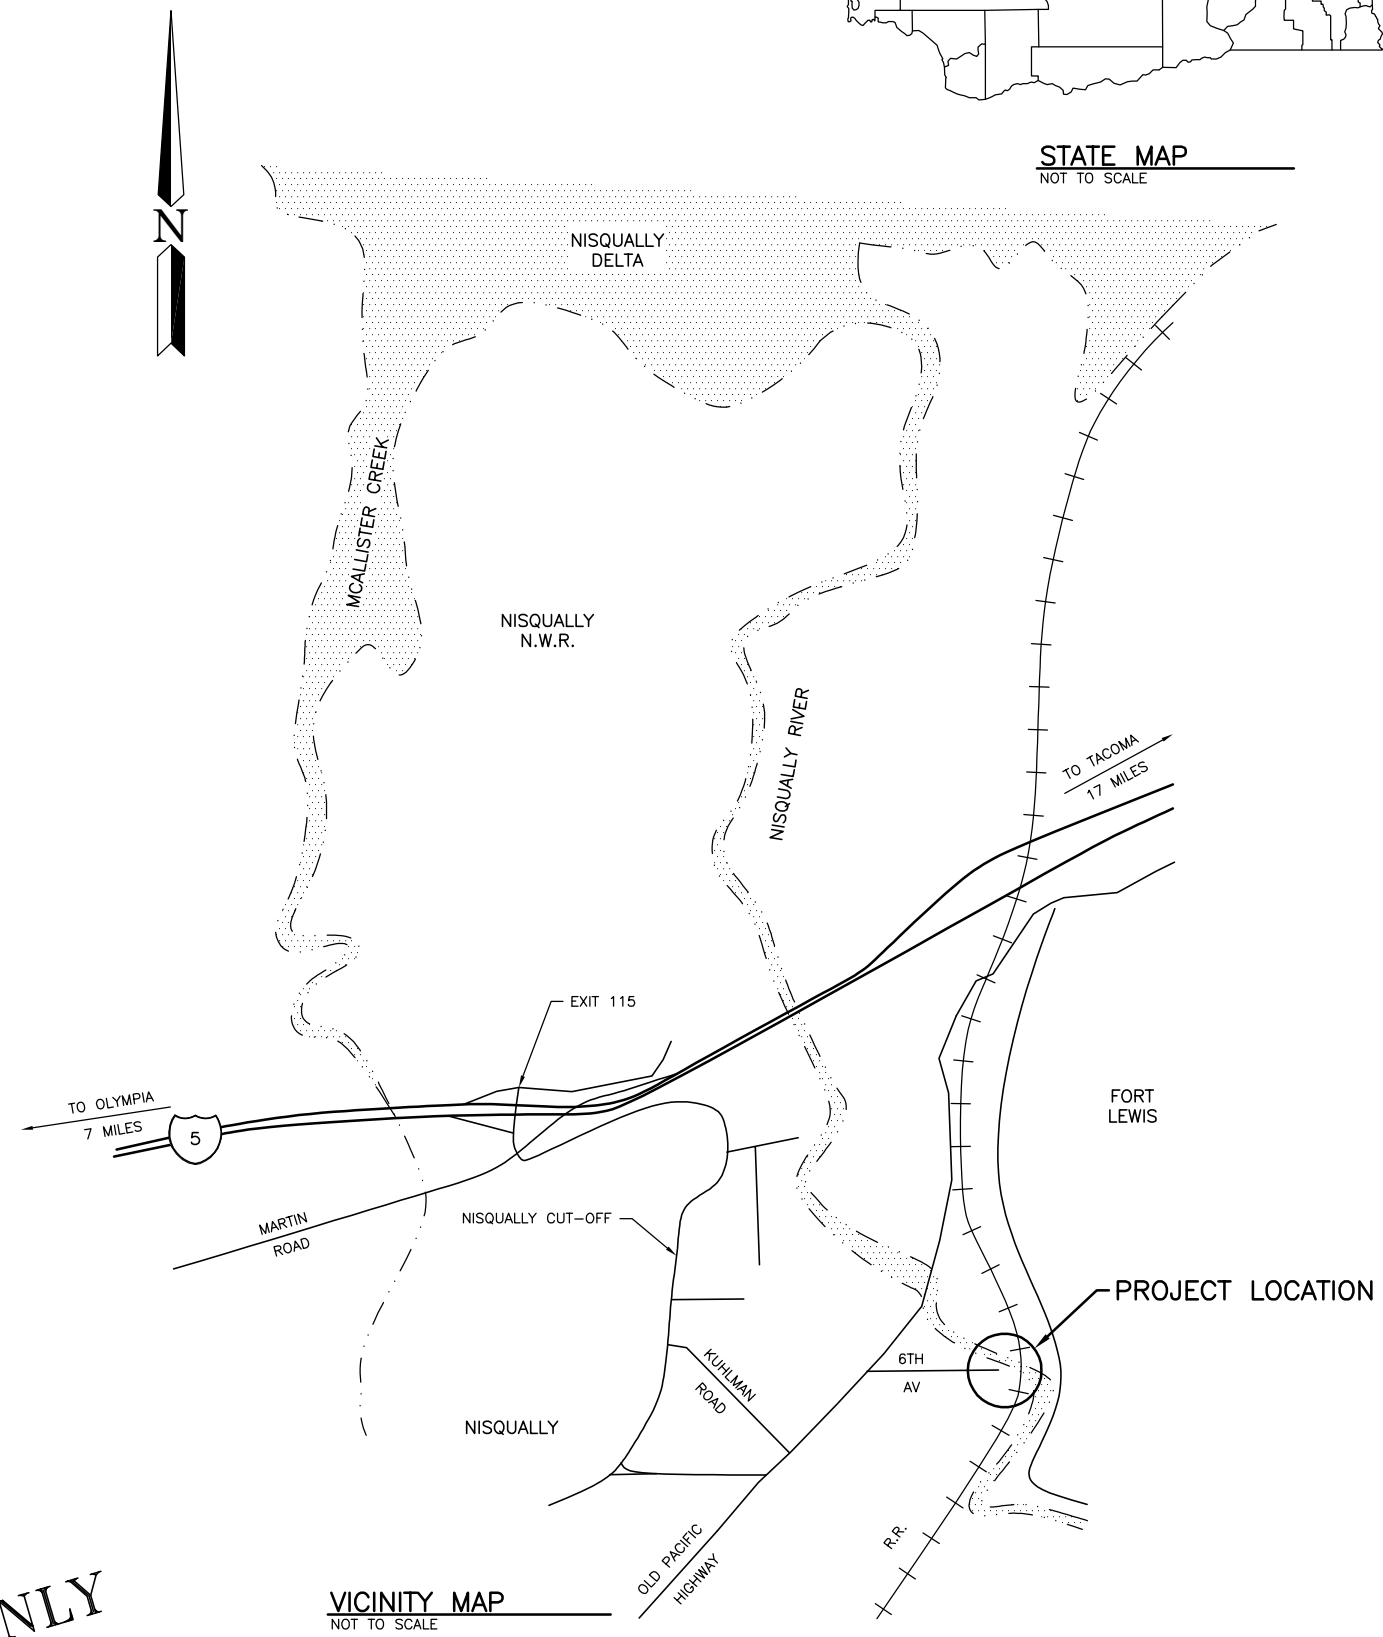 STATE MAP
NOT TO SCALE
N
NISQUALLY
DELTA
MCALLISTER CREEK
NISQUALLY
N.W.R.
NISQUALLY RIVER
TO TACOMA
17 MILES
EXIT 115
TO OLYMPIA
7 MILES
5
FORT
LEWIS
MARTIN
ROAD
NISQUALLY CUT-OFF
PROJECT LOCATION
6TH
AV
KUHLMAN
ROAD
NISQUALLY
R.R.
OLD PACIFIC
HIGHWAY
VICINITY MAP
NOT TO SCALE
NLY